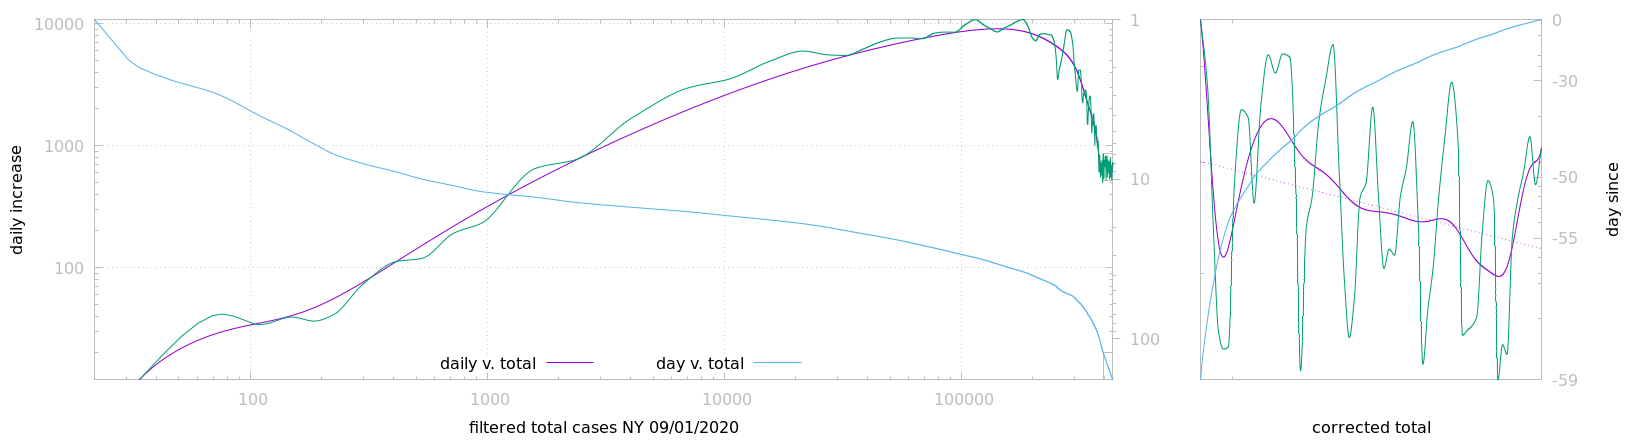 10000
1000
100
daily increase
100
1000
10000
100000
filtered total cases NY 09/01/2020
daily v. total
day v. total
1
10
100
0
-30
-50
-55
-59
day since
corrected total